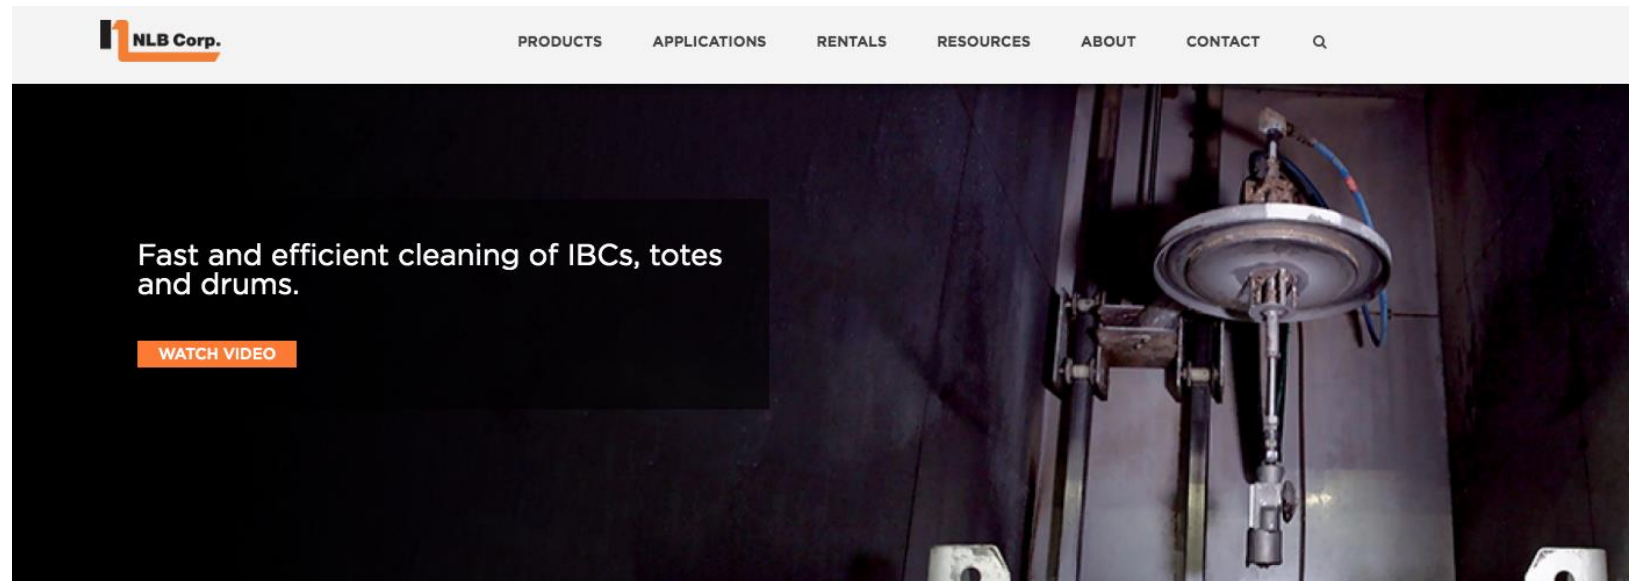 NLB Corp.
PRODUCTS APPLICATIONS RENTALS RESOURCES ABOUT CONTACT
Fast and efficient cleaning of IBCs, totes
and drums.
WATCH VIDEO